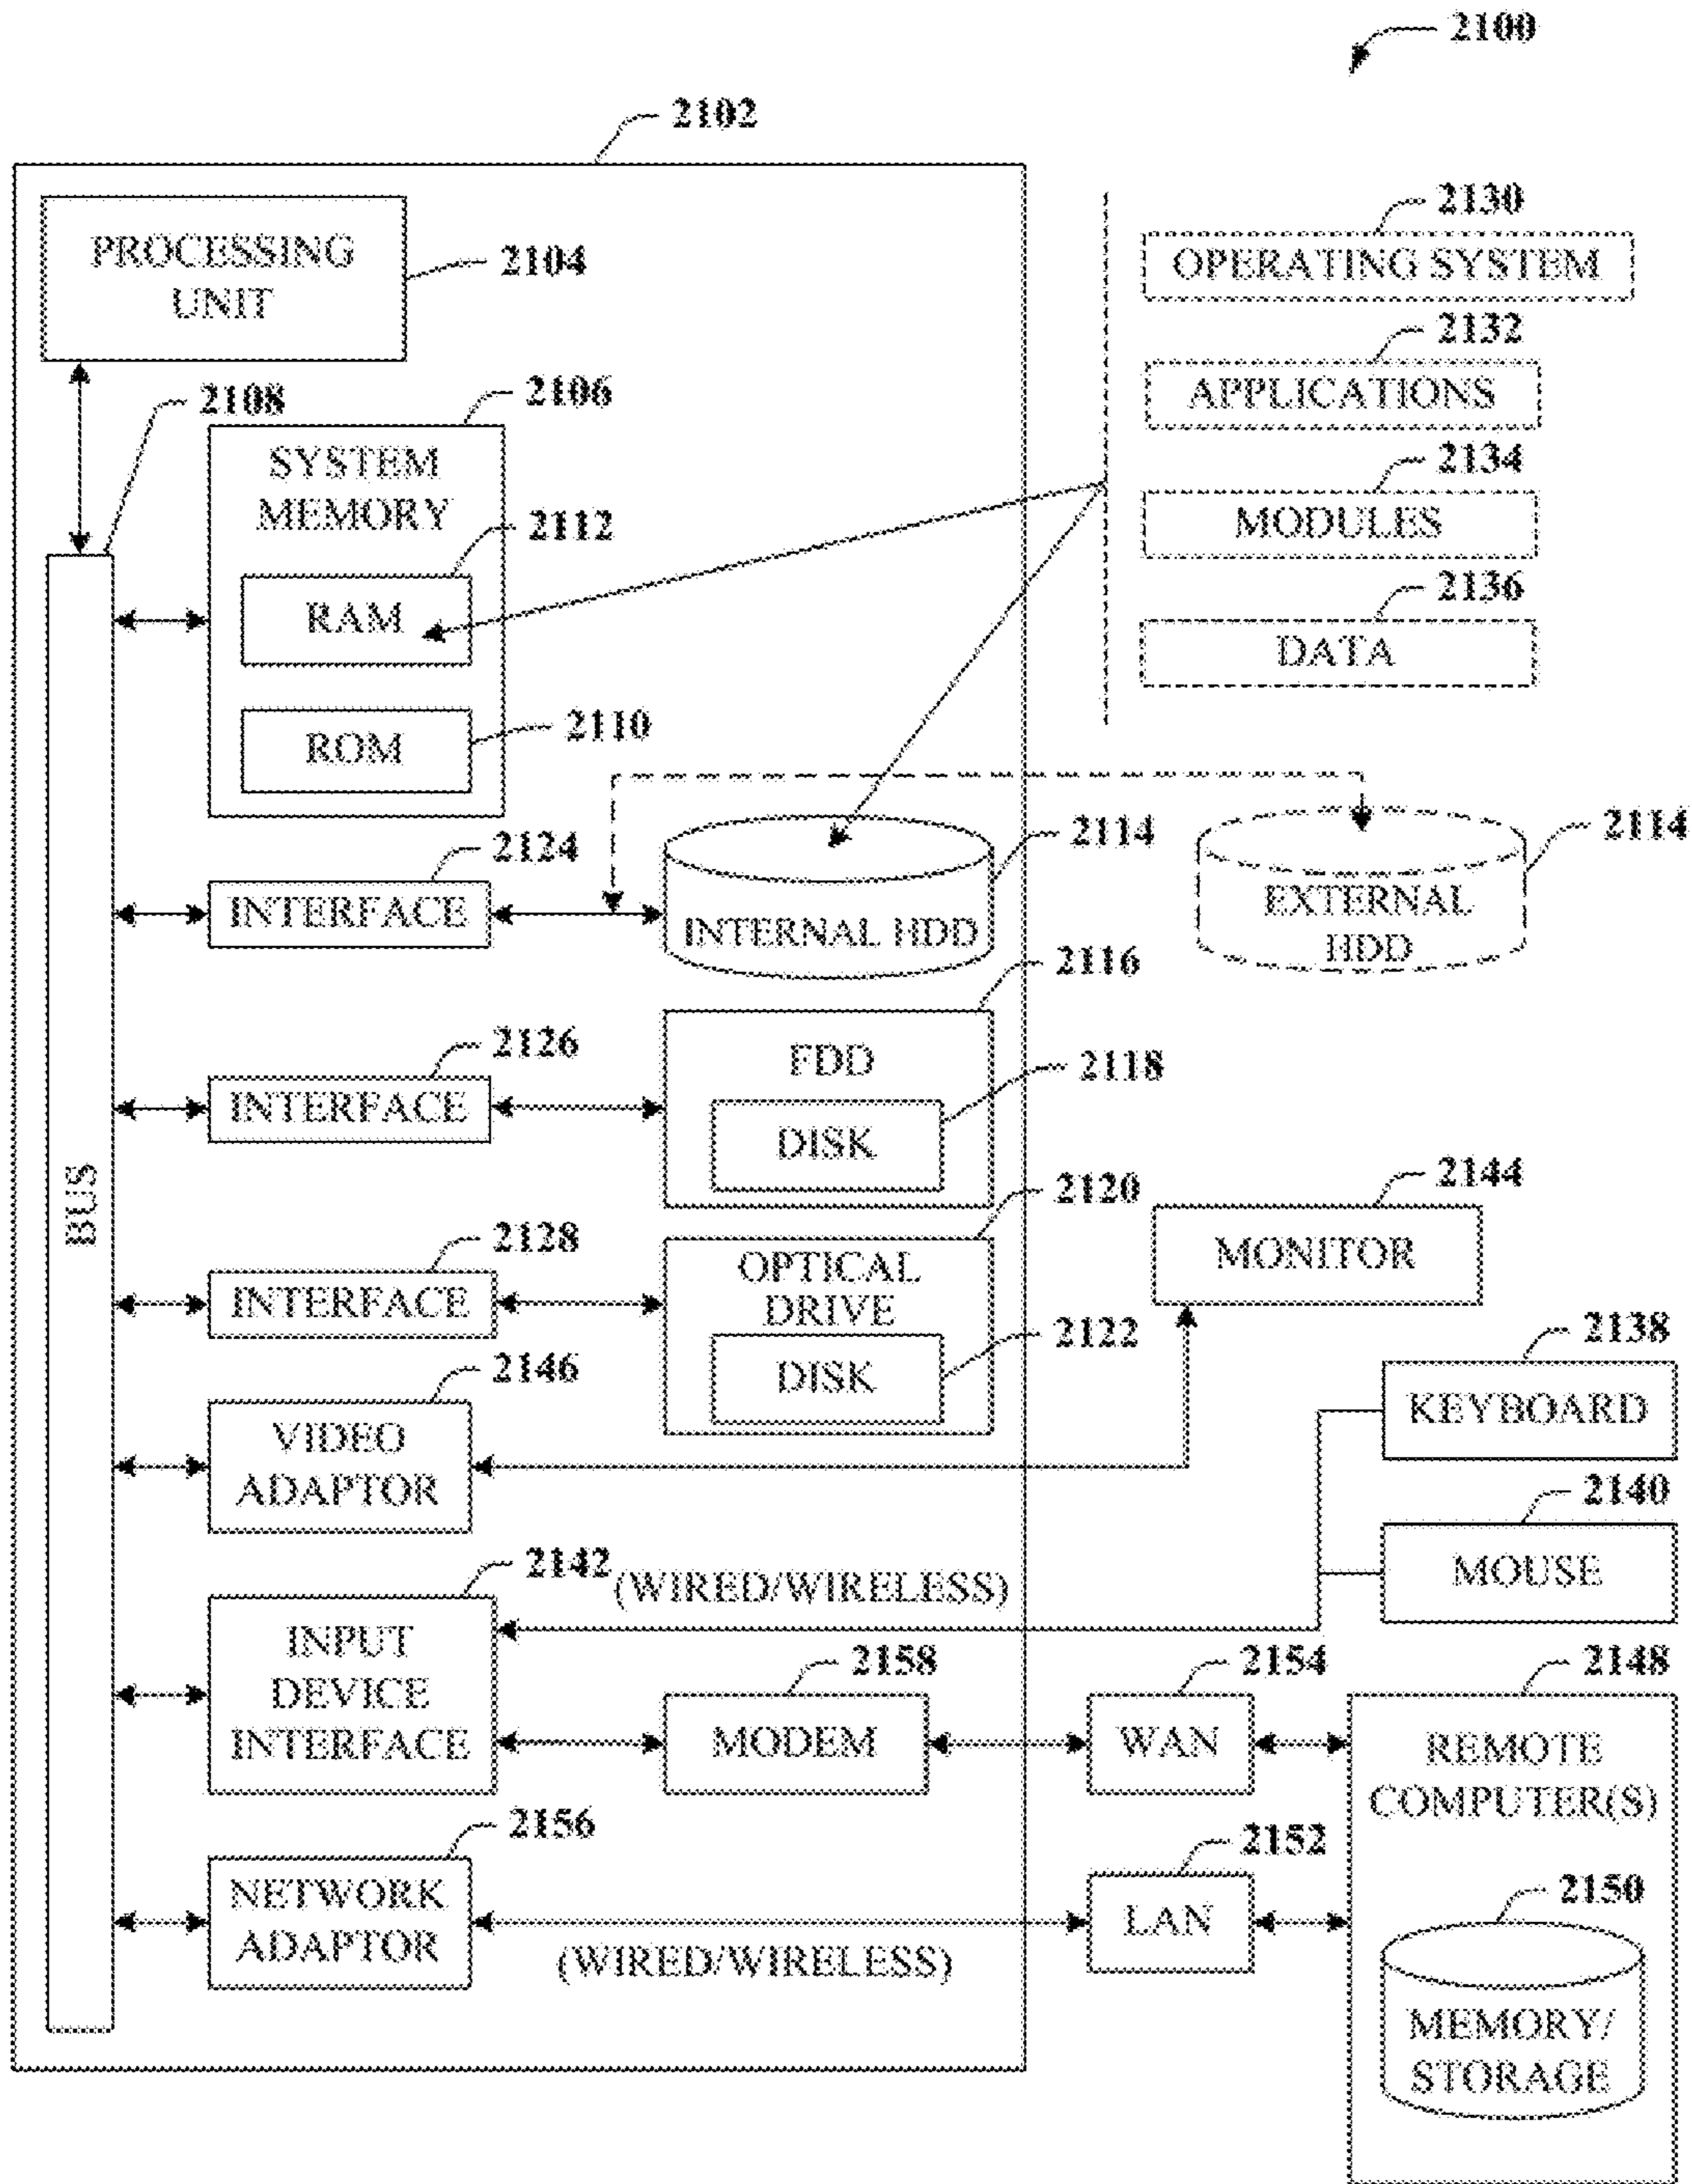 2100
2102
PROCESSING
UNIT
2104
2130
OPERATING SYSTEM
2132
APPLICATIONS
2134
MODULES
2136
DATA
2108
2106
SYSTEM
MEMORY
2112
RAM
2110
ROM
2124
INTERFACE
2114
INTERNAL HDD
2114
EXTERNAL
HDD
2116
2126
INTERFACE
FDD
2118
DISK
BUS
2128
INTERFACE
2120
OPTICAL
DRIVE
2122
DISK
2144
MONITOR
2146
VIDEO
ADAPTOR
2138
KEYBOARD
2140
MOUSE
2142
(WIRED/WIRELESS)
INPUT
DEVICE
INTERFACE
2158
MODEM
2154
WAN
2148
REMOTE
COMPUTER(S)
2156
NETWORK
ADAPTOR
(WIRED/WIRELESS)
2152
LAN
2150
MEMORY/
STORAGE